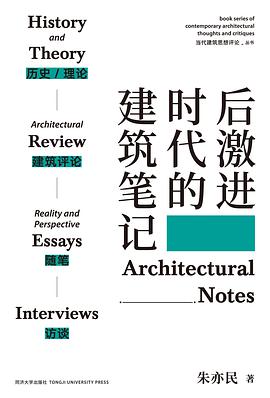 History
and
Theory
历史 / 理论
Architectural
Review
建筑评论
Reality and
Perspective
Essays
随笔
Interviews
访谈
book series of
contemporary architectural
thoughts and critiques
当代建筑思想评论 _ 丛书
后激进
时代的
建筑笔记
Architectural
Notes
朱亦民 著
同济大学出版社 TONGJI UNIVERSITY PRESS